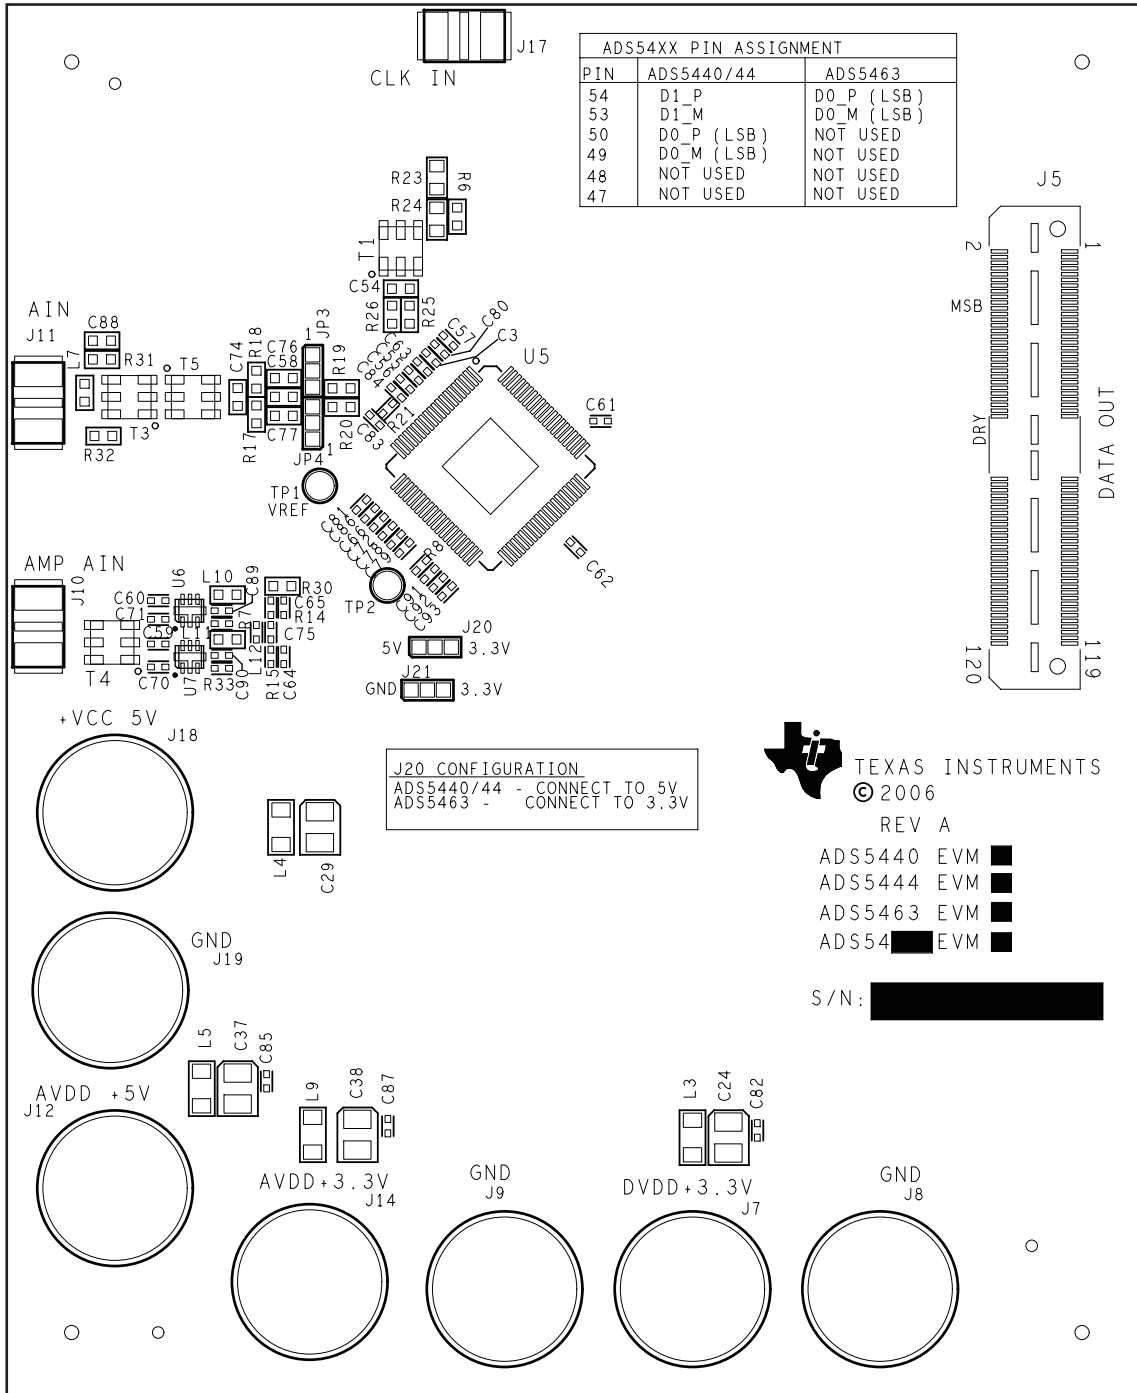 J17
CLK IN
ADS54XX PIN ASSIGNMENT
PIN ADS5440/44 ADS5463
54 D1_P D0_P (LSB)
53 D1_M D0_M (LSB)
50 D0_P (LSB) NOT USED
49 D0_M (LSB) NOT USED
48 NOT USED NOT USED
47 NOT USED NOT USED
R23
R6
R24
T1
C54
R26
R25
J5
2
1
MSB
DRY
DATA OUT
120
119
AIN
J11
C88
L7
R31
T5
T3
R32
C74
R18
C76
C58
1
JP3
R19
R17
C77
R20
JP4
1
C57
C80
C3
U5
R21
C83
C61
TP1
VREF
C62
TP2
AMP AIN
J10
C60
U6
L10
C89
R30
C71
R7
C65
R14
C59
L11
C75
L12
C70
U7
R33
C90
R15
C64
T4
J20
5V 3.3V
J21
GND 3.3V
+VCC 5V
J18
J20 CONFIGURATION
ADS5440/44 - CONNECT TO 5V
ADS5463 - CONNECT TO 3.3V
TEXAS INSTRUMENTS
© 2006
REV A
ADS5440 EVM
ADS5444 EVM
ADS5463 EVM
ADS54 EVM
S/N:
L4
C29
GND
J19
L5
C37
C85
AVDD +5V
J12
L9
C38
C87
L3
C24
C82
AVDD+3.3V
J14
GND
J9
DVDD+3.3V
J7
GND
J8